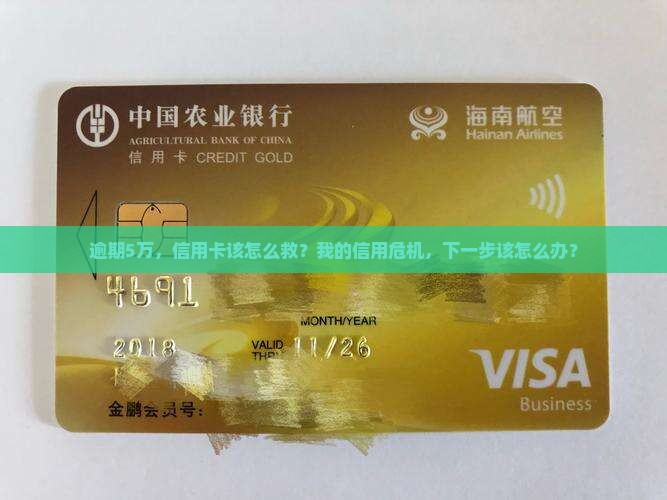 中国农业银行
AGRICULTURAL BANK OF CHINA
信用卡 CREDIT GOLD
海南航空
Hainan Airlines
逾期5万，信用卡该怎么救？我的信用危机，下一步该怎么办？
4691
MONTH/YEAR
2018
VALID
THRU 11/26
VISA
Business
金鹏会员号：